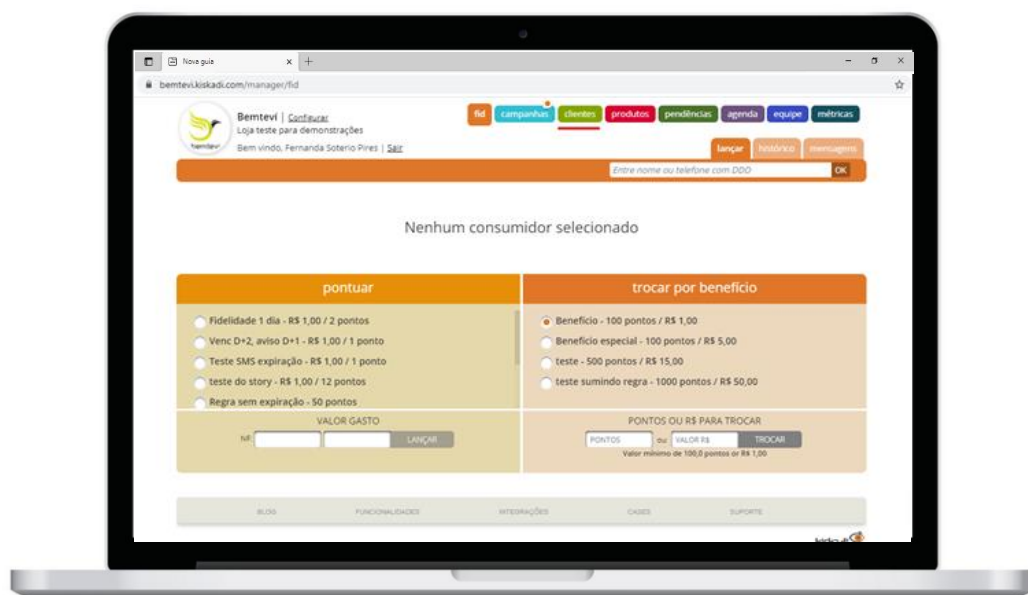 Nova guia
bemtevi.kiskadi.com/manager/fid
Bemtevi | Configurar
Loja teste para demonstrações
Bem vindo, Fernanda Soterio Pires | Sair
bemtevi
fid campanhas clientes produtos pendências agenda equipe métricas
lançar histórico mensagens
Entre nome ou telefone com DDD OK
Nenhum consumidor selecionado
pontuar
Fidelidade 1 dia - R$ 1,00 / 2 pontos
Venc D+2, aviso D+1 - R$ 1,00 / 1 ponto
Teste SMS expiração - R$ 1,00 / 1 ponto
teste do story - R$ 1,00 / 12 pontos
Regra sem expiração - 50 pontos
VALOR GASTO
NF: LANÇAR
trocar por benefício
Benefício - 100 pontos / R$ 1,00
Benefício especial - 100 pontos / R$ 5,00
teste - 500 pontos / R$ 15,00
teste sumindo regra - 1000 pontos / R$ 50,00
PONTOS OU R$ PARA TROCAR
PONTOS ou VALOR R$ TROCAR
Valor mínimo de 100,0 pontos or R$ 1,00
BLOG FUNCIONALIDADES INTEGRAÇÕES CASES SUPORTE